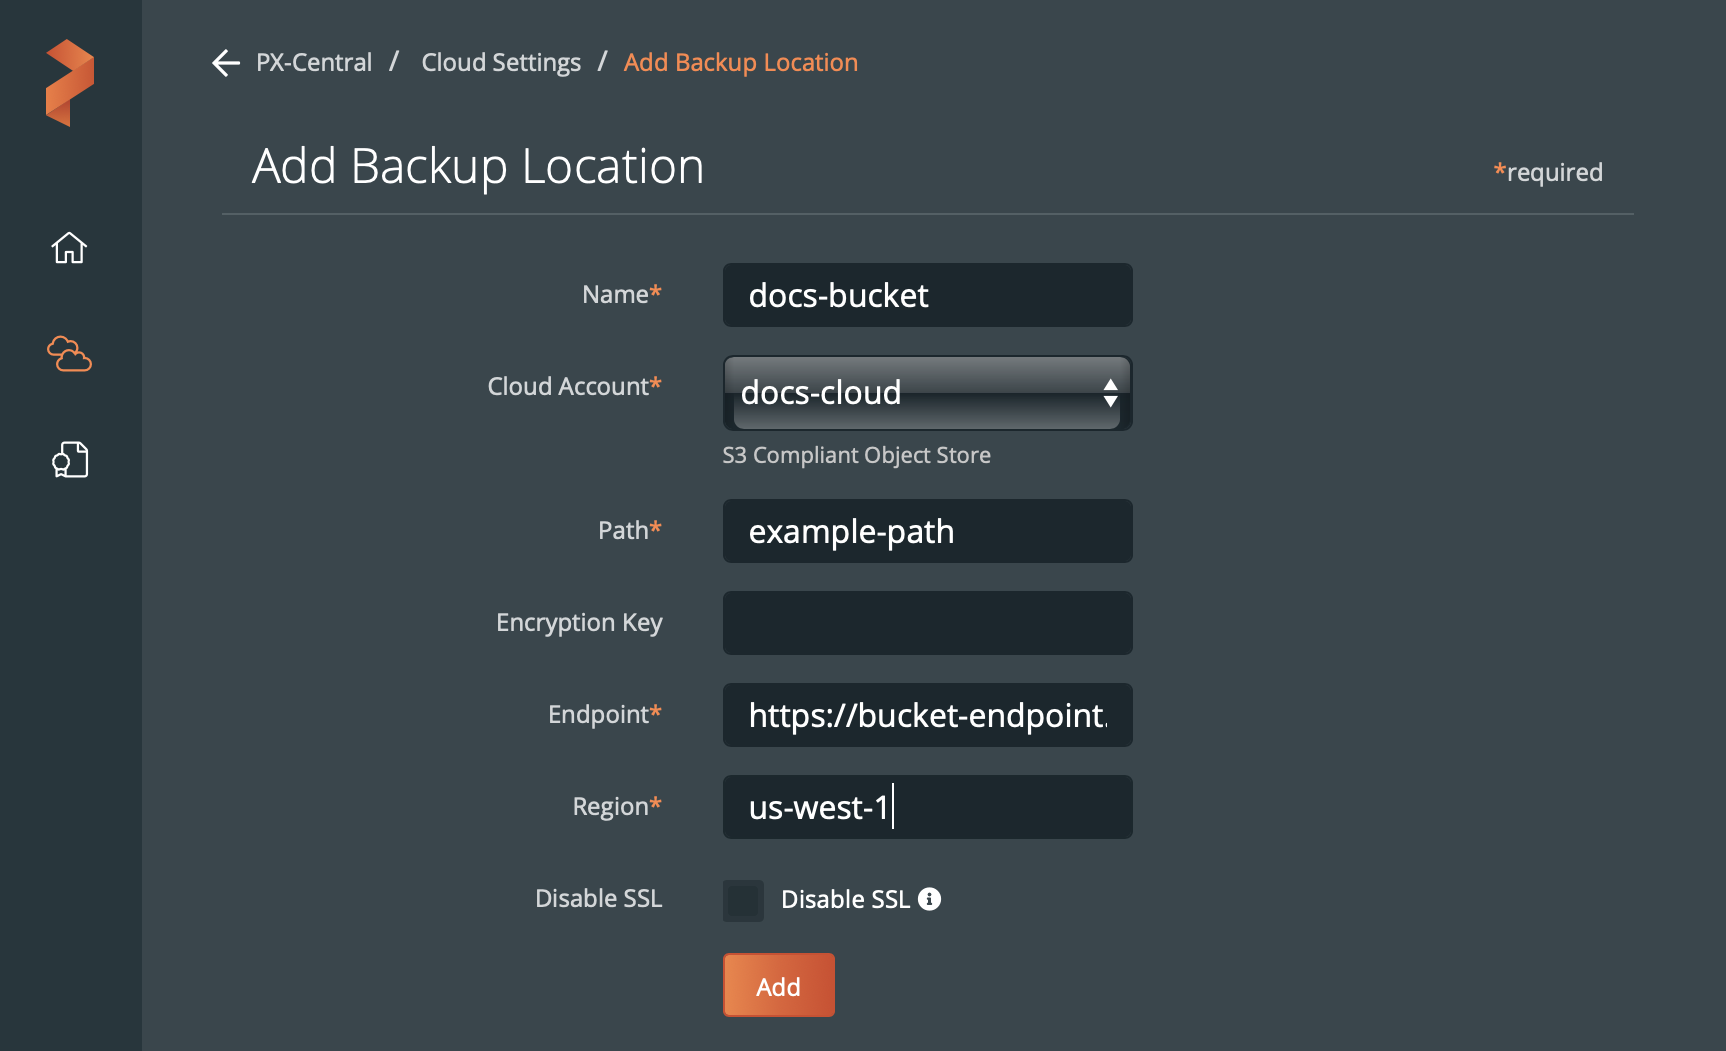 PX-Central / Cloud Settings / Add Backup Location
Add Backup Location
*required
Name* docs-bucket
Cloud Account* docs-cloud
S3 Compliant Object Store
Path* example-path
Encryption Key
Endpoint* https://bucket-endpoint.
Region* us-west-1
Disable SSL Disable SSL
Add